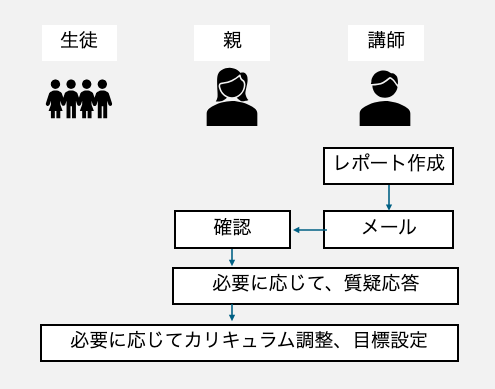 生徒
親
講師
レポート作成
確認
メール
必要に応じて、質疑応答
必要に応じてカリキュラム調整、目標設定